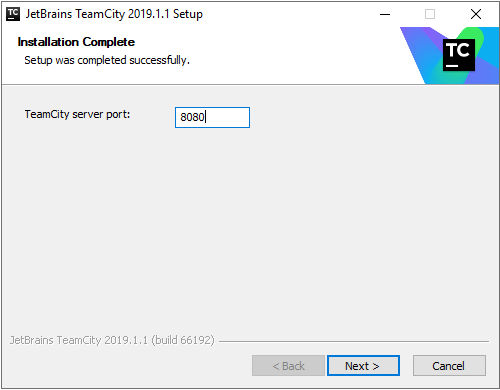 TC JetBrains TeamCity 2019.1.1 Setup
Installation Complete
Setup was completed successfully.
TC
TeamCity server port: 8080
JetBrains TeamCity 2019.1.1 (build 66192)
< Back Next > Cancel